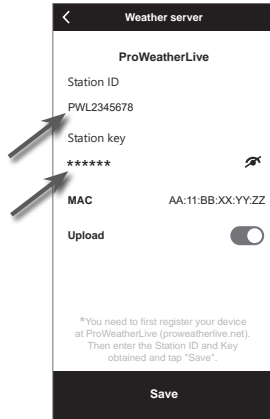 Weather server
ProWeatherLive
Station ID
PWL2345678
Station key
******
MAC AA:11:BB:XX:YY:ZZ
Upload
*You need to first register your device
at ProWeatherLive (proweatherlive.net).
Then enter the Station ID and Key
obtained and tap "Save".
Save